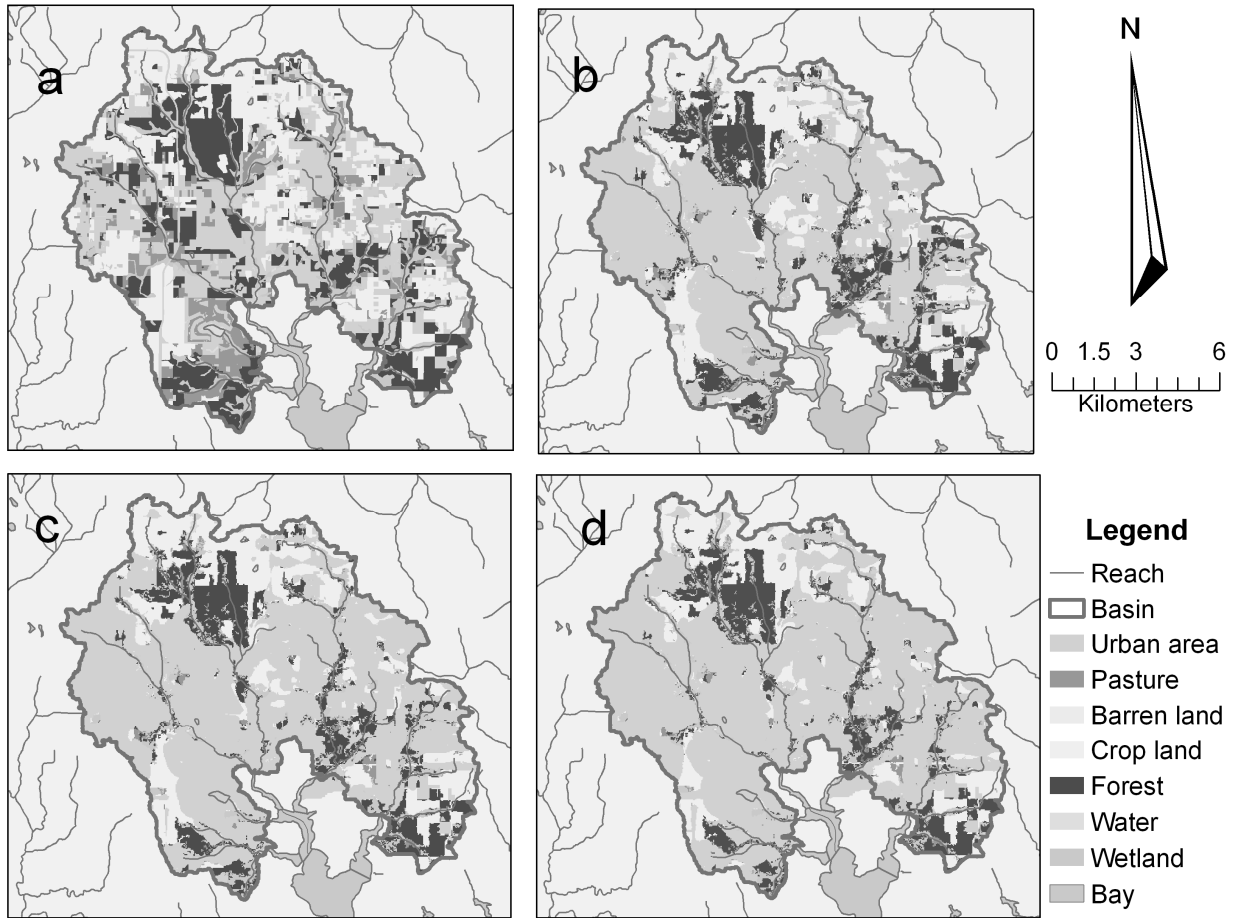 a
b
N
0 1.5 3 6
Kilometers
c
d
Legend
Reach
Basin
Urban area
Pasture
Barren land
Crop land
Forest
Water
Wetland
Bay